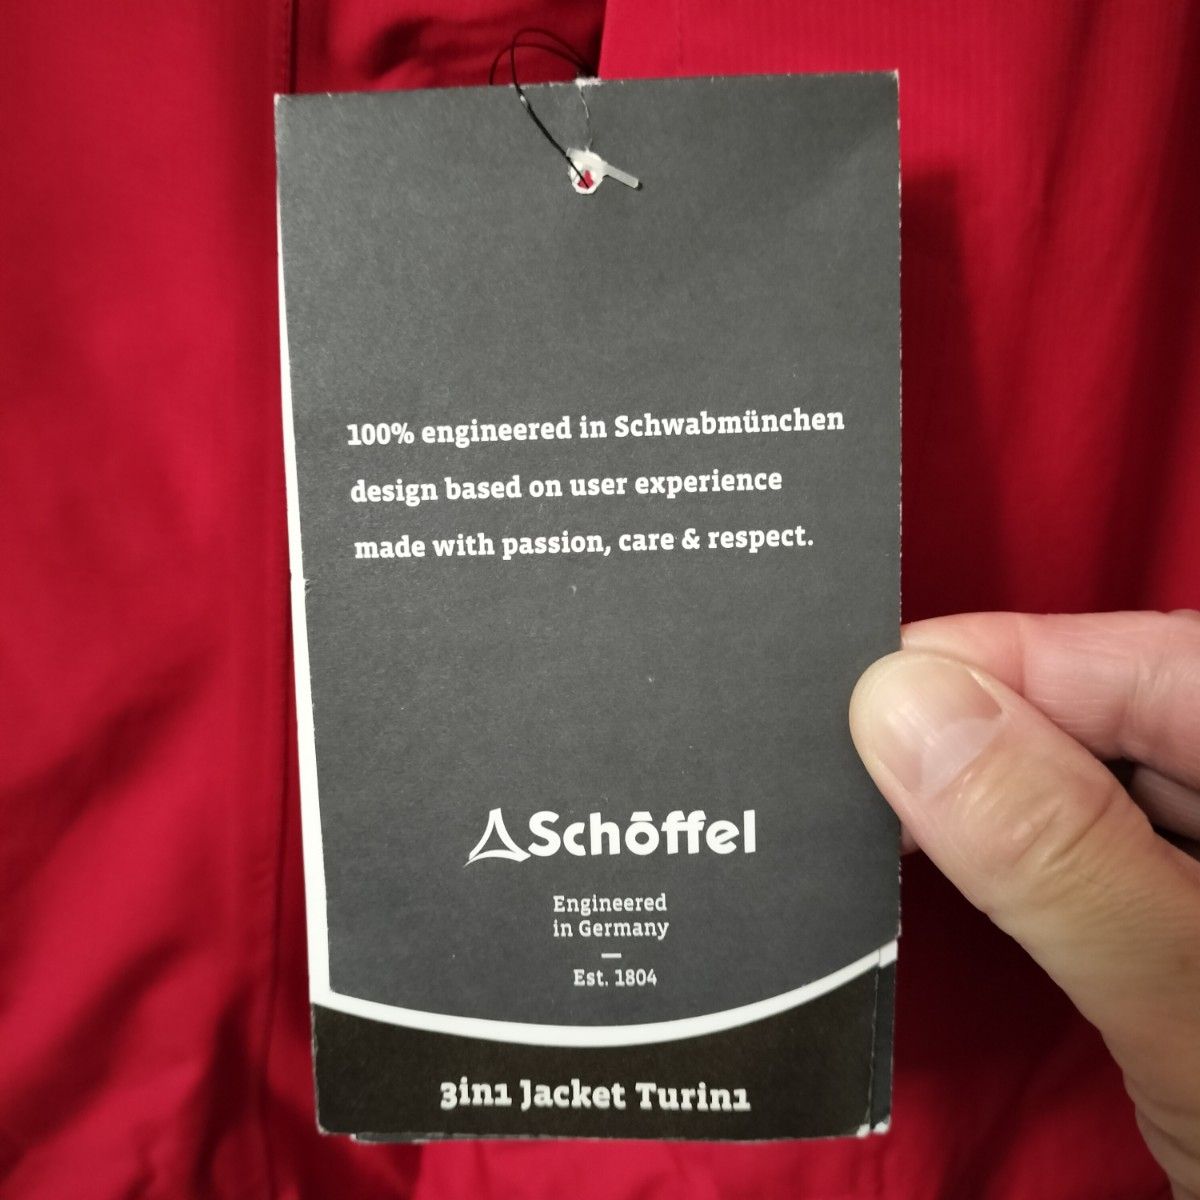 100% engineered in Schwabmünchen
design based on user experience
made with passion, care & respect.
Schöffel
Engineered
in Germany
Est. 1804
3in1 Jacket Turin1